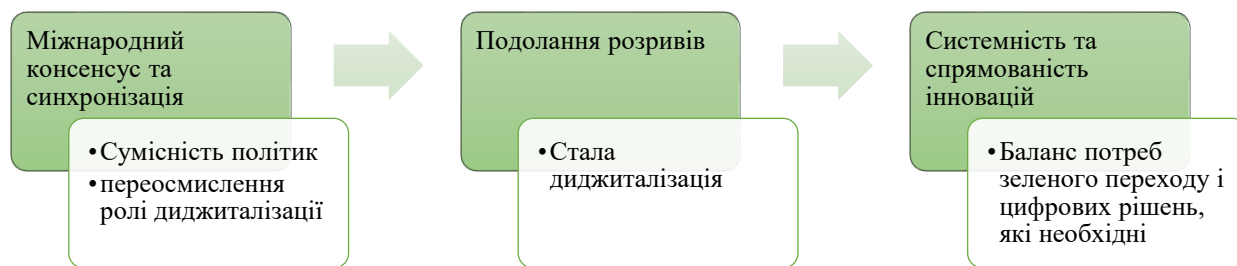 Міжнародний
консенсус та
синхронізація
•Сумісність політик
•переосмислення
ролі диджиталізації
Подолання розривів
•Стала
диджиталізація
Системність та
спрямованість
інновацій
•Баланс потреб
зеленого переходу і
цифрових рішень,
які необхідні